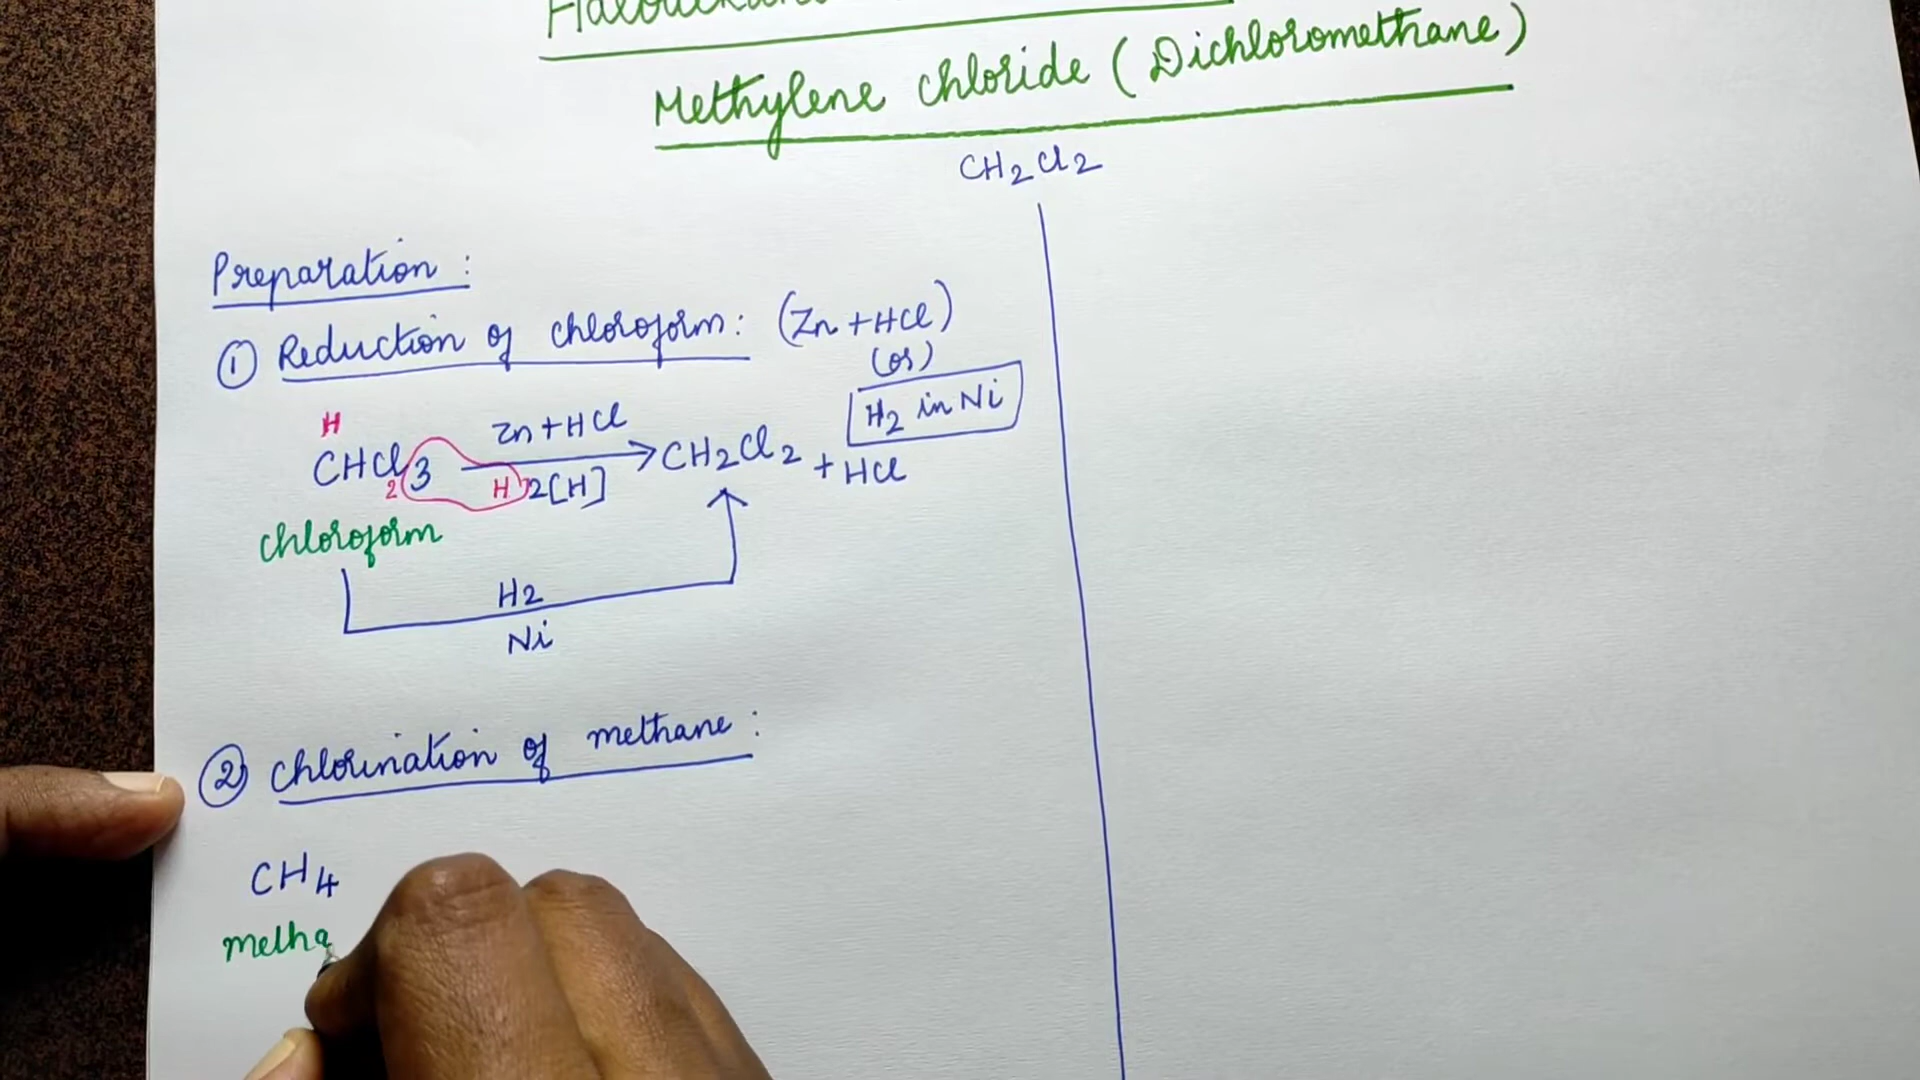 Methylene chloride (Dichloromethane)
CH2Cl2
Preparation :
① Reduction of chloroform : (Zn + HCl)
(or)
H2 in Ni
H
Zn + HCl
CHCl3 → CH2Cl2 + HCl
2 H 2[H]
chloroform
H2
Ni
② Chlorination of methane :
CH4
metha